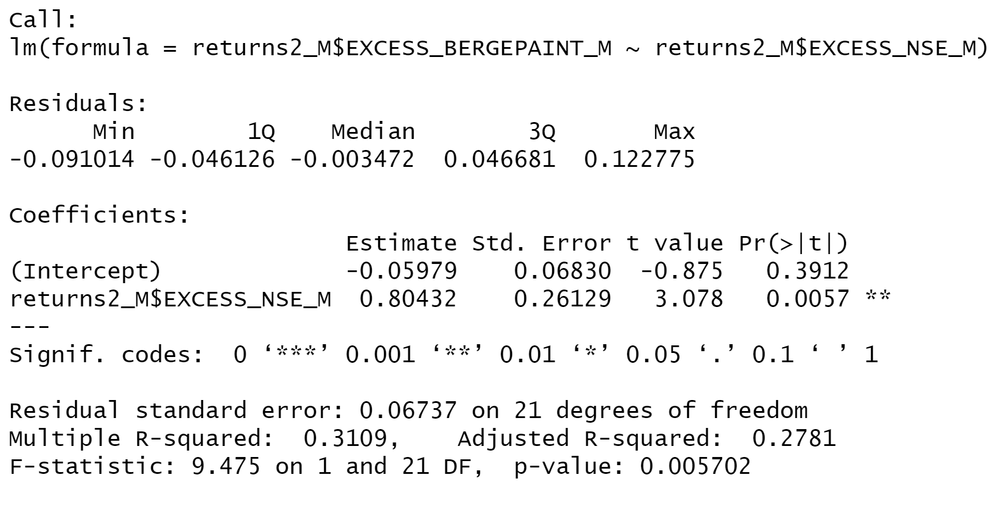 Call:
lm(formula = returns2_M$EXCESS_BERGEPAINT_M ~ returns2_M$EXCESS_NSE_M)
Residuals:
Min 1Q Median 3Q Max
-0.091014 -0.046126 -0.003472 0.046681 0.122775
Coefficients:
Estimate Std. Error t value Pr(>|t|)
(Intercept) -0.05979 0.06830 -0.875 0.3912
returns2_M$EXCESS_NSE_M 0.80432 0.26129 3.078 0.0057 **
---
Signif. codes: 0 ‘***’ 0.001 ‘**’ 0.01 ‘*’ 0.05 ‘.’ 0.1 ‘ ’ 1
Residual standard error: 0.06737 on 21 degrees of freedom
Multiple R-squared: 0.3109, Adjusted R-squared: 0.2781
F-statistic: 9.475 on 1 and 21 DF, p-value: 0.005702